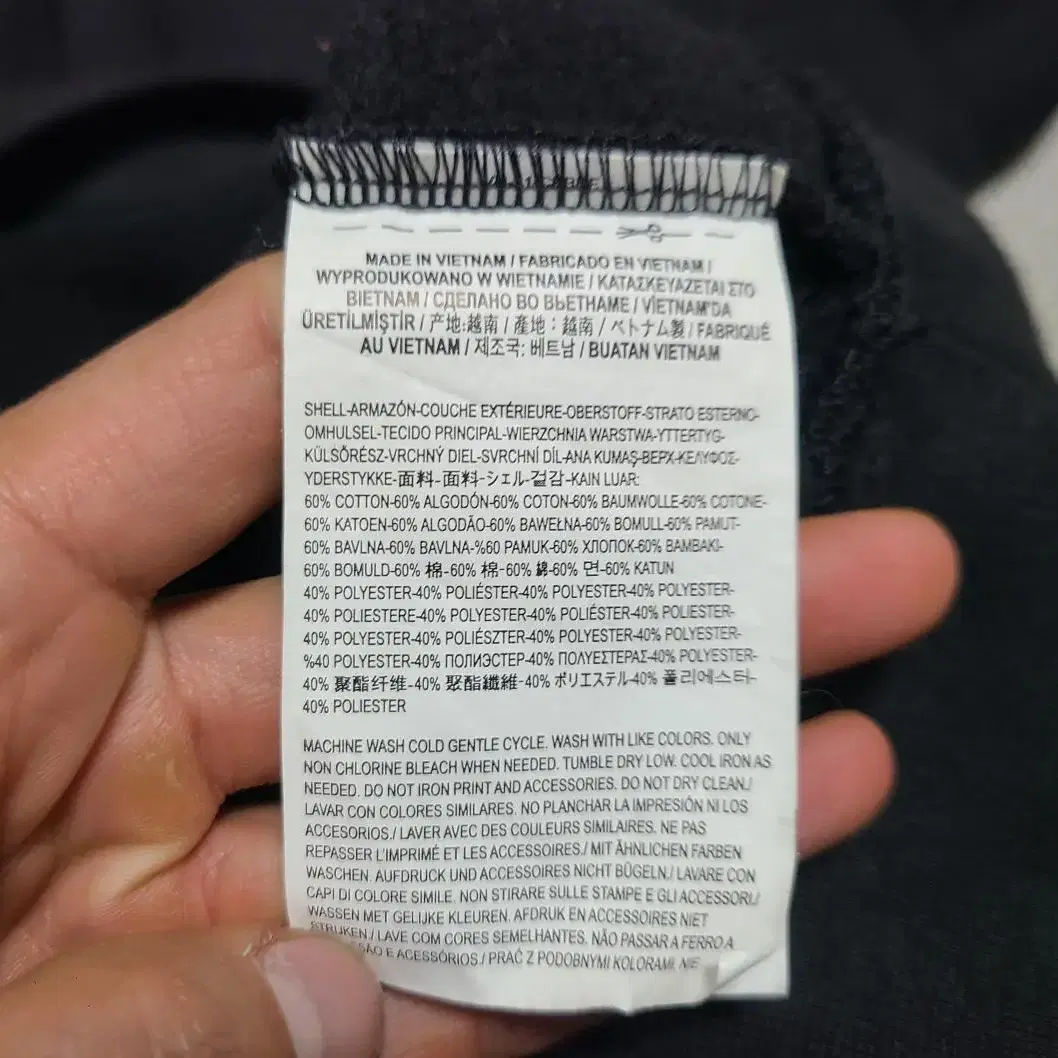 MADE IN VIETNAM / FABRICADO EN VIETNAM /
WYPRODUKOWANO W WIETNAMIE / ΚΑΤΑΣΚΕΥΑΖΕΤΑΙ ΣΤΟ
ΒΙΕΤΝΑΜ / СДЕЛАНО ВО ВЬЕТНАМЕ / VİETNAM'DA
ÜRETİLMİŞTİR / 产地:越南 / 產地：越南 / ベトナム製 / FABRIQUÉ
AU VIETNAM / 제조국: 베트남 / BUATAN VIETNAM
SHELL-ARMAZÓN-COUCHE EXTÉRIEURE-OBERSTOFF-STRATO ESTERNO-
OMHULSEL-TECIDO PRINCIPAL-WIERZCHNIA WARSTWA-YTTERTYG-
KÜLSŐRÉSZ-VRCHNÝ DIEL-SVRCHNÍ DÍL-ANA KUMAŞ-ВЕРХ-ΚΕΛΥΦΟΣ-
YDERSTYKKE-面料-面料-シェル-겉감-KAIN LUAR:
60% COTTON-60% ALGODÓN-60% COTON-60% BAUMWOLLE-60% COTONE-
60% KATOEN-60% ALGODÃO-60% BAWEŁNA-60% BOMULL-60% PAMUT-
60% BAVLNA-60% BAVLNA-%60 PAMUK-60% ХЛОПОК-60% ΒΑΜΒΑΚΙ-
60% BOMULD-60% 棉-60% 棉-60% 綿-60% 면-60% KATUN
40% POLYESTER-40% POLIÉSTER-40% POLYESTER-40% POLYESTER-
40% POLIESTERE-40% POLYESTER-40% POLIÉSTER-40% POLIESTER-
40% POLYESTER-40% POLIÉSZTER-40% POLYESTER-40% POLYESTER-
%40 POLYESTER-40% ПОЛИЭСТЕР-40% ΠΟΛΥΕΣΤΕΡΑΣ-40% POLYESTER-
40% 聚酯纤维-40% 聚酯纖維-40% ポリエステル-40% 폴리에스터-
40% POLIESTER
MACHINE WASH COLD GENTLE CYCLE. WASH WITH LIKE COLORS. ONLY
NON CHLORINE BLEACH WHEN NEEDED. TUMBLE DRY LOW. COOL IRON AS
NEEDED. DO NOT IRON PRINT AND ACCESSORIES. DO NOT DRY CLEAN./
LAVAR CON COLORES SIMILARES. NO PLANCHAR LA IMPRESIÓN NI LOS
ACCESORIOS./ LAVER AVEC DES COULEURS SIMILAIRES. NE PAS
REPASSER L'IMPRIMÉ ET LES ACCESSOIRES./ MIT ÄHNLICHEN FARBEN
WASCHEN. AUFDRUCK UND ACCESSOIRES NICHT BÜGELN./ LAVARE CON
CAPI DI COLORE SIMILE. NON STIRARE SULLE STAMPE E GLI ACCESSORI./
WASSEN MET GELIJKE KLEUREN. AFDRUK EN ACCESSOIRES NIET
STRIJKEN./ LAVE COM CORES SEMELHANTES. NÃO PASSAR A FERRO A
E ACESSÓRIOS./ PRAĆ Z PODOBNYMI KOLORAMI. NIE